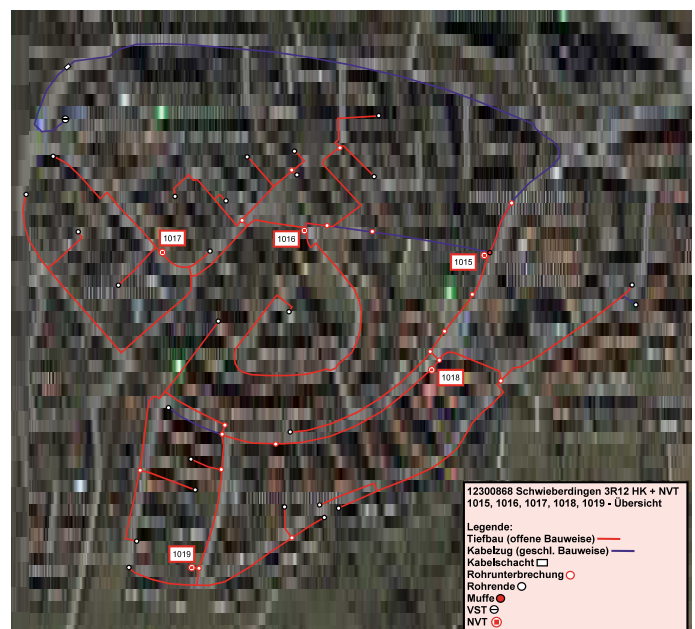 1017
1016
1015
1018
1019
12300868 Schwieberdingen 3R12 HK + NVT
1015, 1016, 1017, 1018, 1019 - Übersicht
Legende:
Tiefbau (offene Bauweise)
Kabelzug (geschl. Bauweise)
Kabelschacht
Rohrunterbrechung
Rohrende
Muffe
VST
NVT